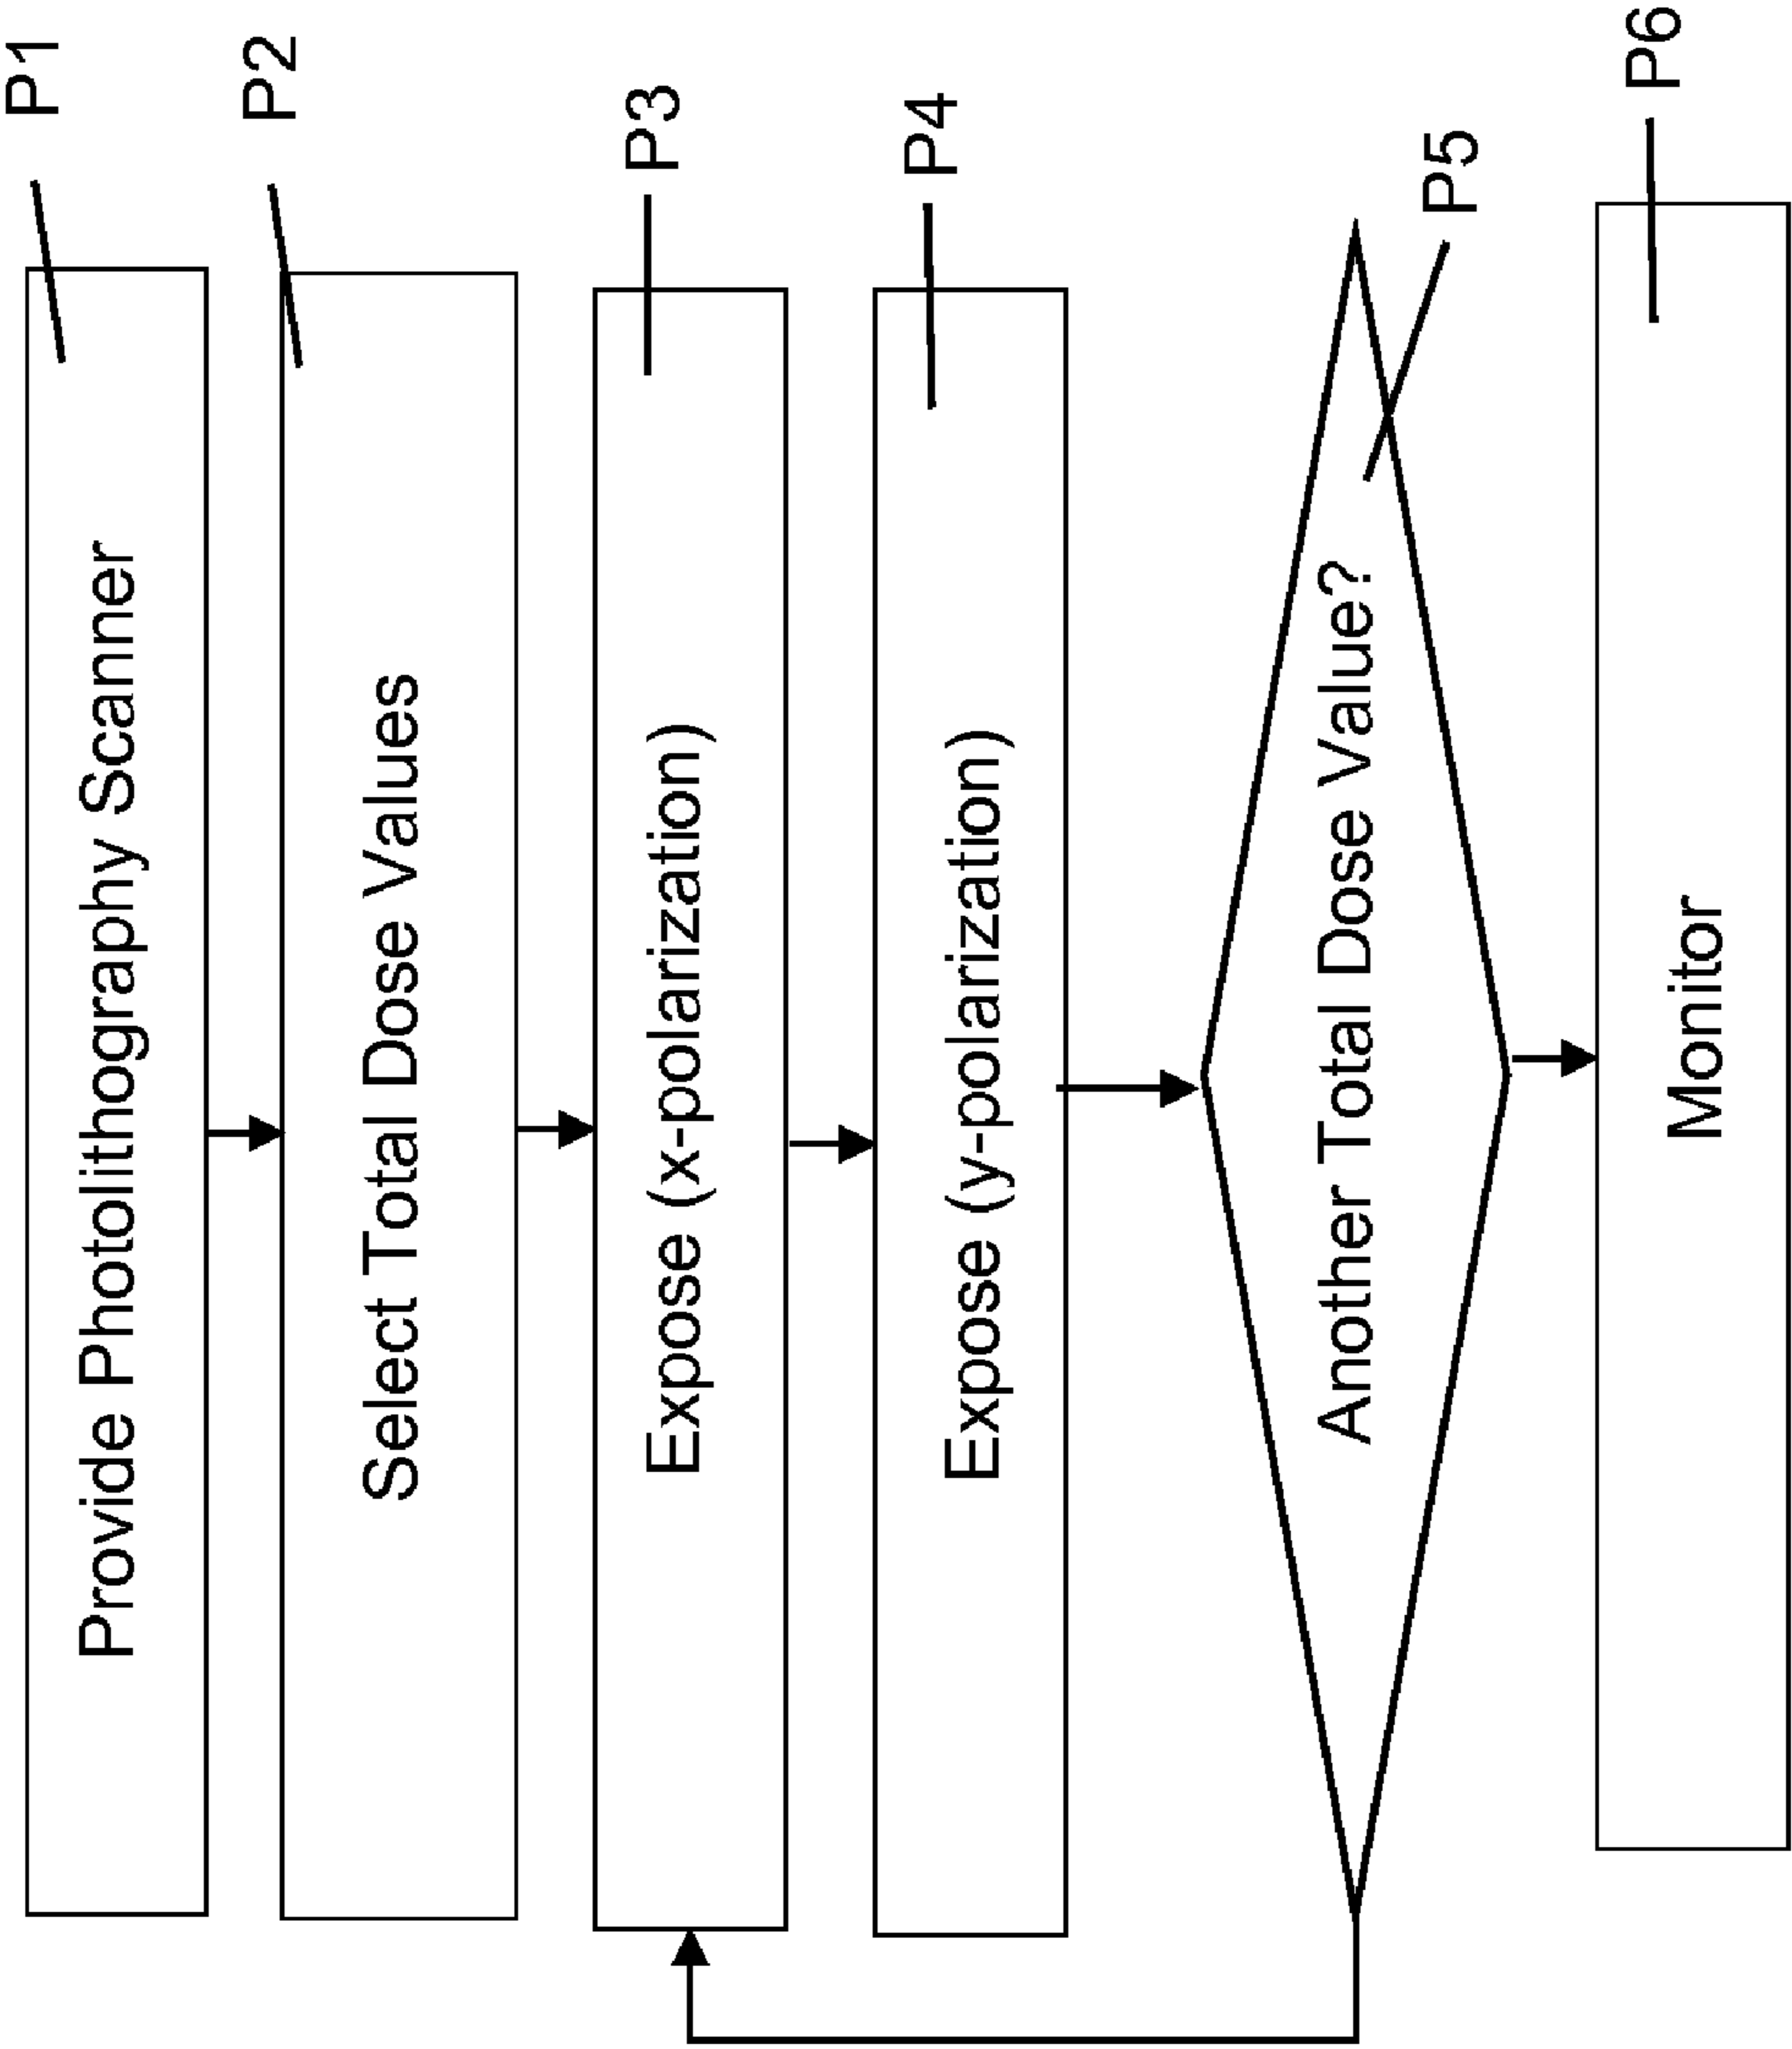 P1
Provide Photolithography Scanner
P2
Select Total Dose Values
P3
Expose (x-polarization)
P4
Expose (y-polarization)
P5
Another Total Dose Value?
P6
Monitor